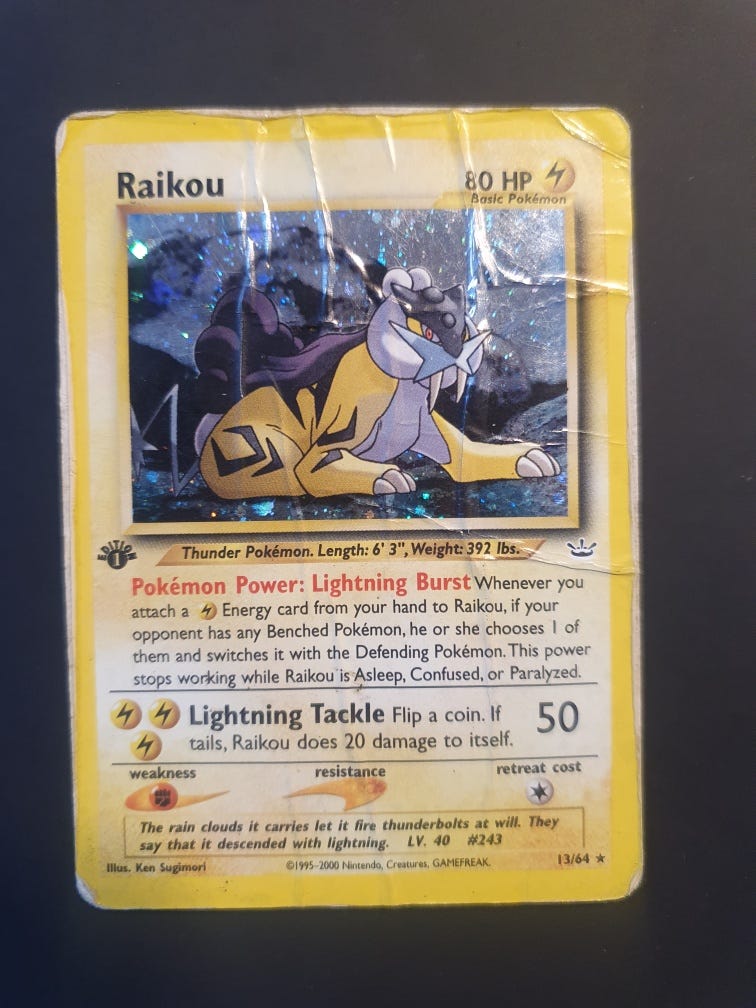 Raikou
80 HP
Basic Pokémon
EDITION
1
Thunder Pokémon. Length: 6' 3", Weight: 392 lbs.
Pokémon Power: Lightning Burst Whenever you
attach a Energy card from your hand to Raikou, if your
opponent has any Benched Pokémon, he or she chooses 1 of
them and switches it with the Defending Pokémon. This power
stops working while Raikou is Asleep, Confused, or Paralyzed.
Lightning Tackle Flip a coin. If
tails, Raikou does 20 damage to itself.
50
weakness
resistance
retreat cost
The rain clouds it carries let it fire thunderbolts at will. They
say that it descended with lightning. LV. 40 #243
Illus. Ken Sugimori
©1995-2000 Nintendo, Creatures, GAMEFREAK.
13/64 ★